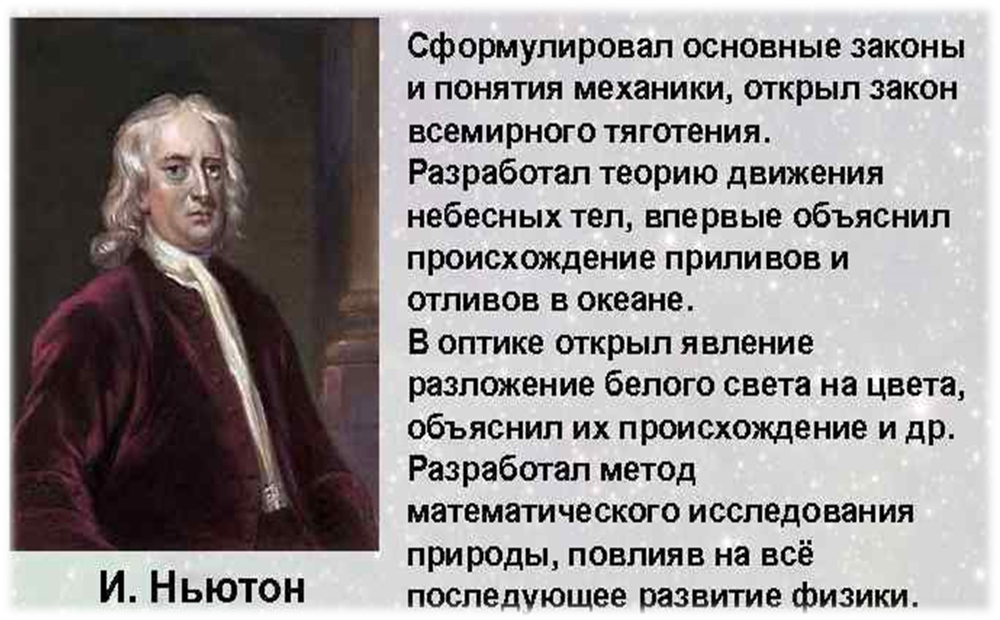 Сформулировал основные законы
и понятия механики, открыл закон
всемирного тяготения.
Разработал теорию движения
небесных тел, впервые объяснил
происхождение приливов и
отливов в океане.
В оптике открыл явление
разложение белого света на цвета,
объяснил их происхождение и др.
Разработал метод
математического исследования
природы, повлияв на всё
последующее развитие физики.
И. Ньютон